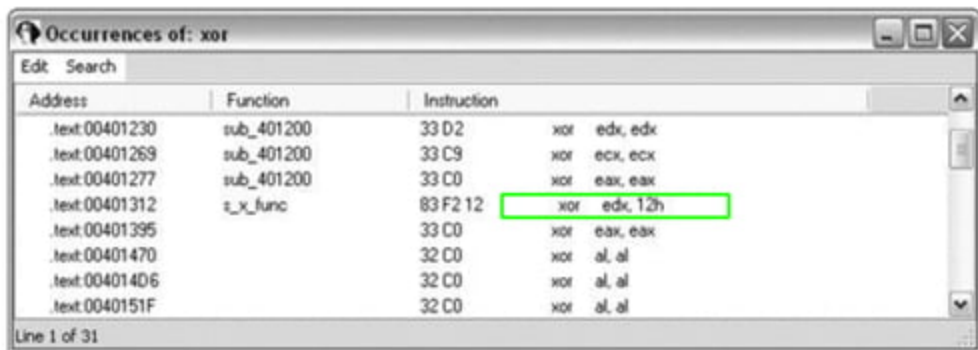 Occurrences of: xor
Edit Search
Address Function Instruction
.text:00401230 sub_401200 33 D2 xor edx, edx
.text:00401269 sub_401200 33 C9 xor ecx, ecx
.text:00401277 sub_401200 33 C0 xor eax, eax
.text:00401312 s_x_func 83 F2 12 xor edx, 12h
.text:00401395 33 C0 xor eax, eax
.text:00401470 32 C0 xor al, al
.text:004014D6 32 C0 xor al, al
.text:0040151F 32 C0 xor al, al
Line 1 of 31